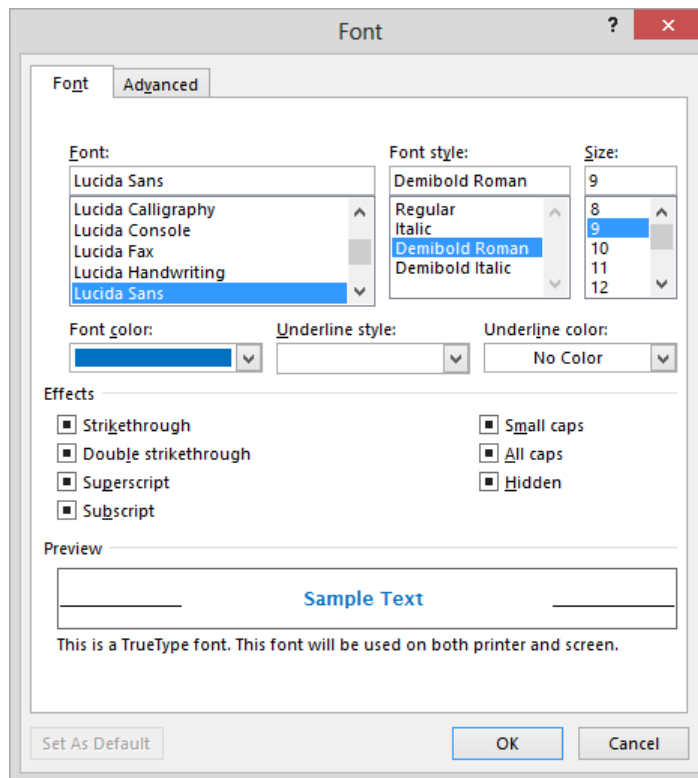 Font ?
Font Advanced
Font: Font style: Size:
Lucida Sans Demibold Roman 9
Lucida Calligraphy Regular 8
Lucida Console Italic 9
Lucida Fax Demibold Roman 10
Lucida Handwriting Demibold Italic 11
Lucida Sans 12
Font color: Underline style: Underline color:
No Color
Effects
Strikethrough Small caps
Double strikethrough All caps
Superscript Hidden
Subscript
Preview
Sample Text
This is a TrueType font. This font will be used on both printer and screen.
Set As Default OK Cancel